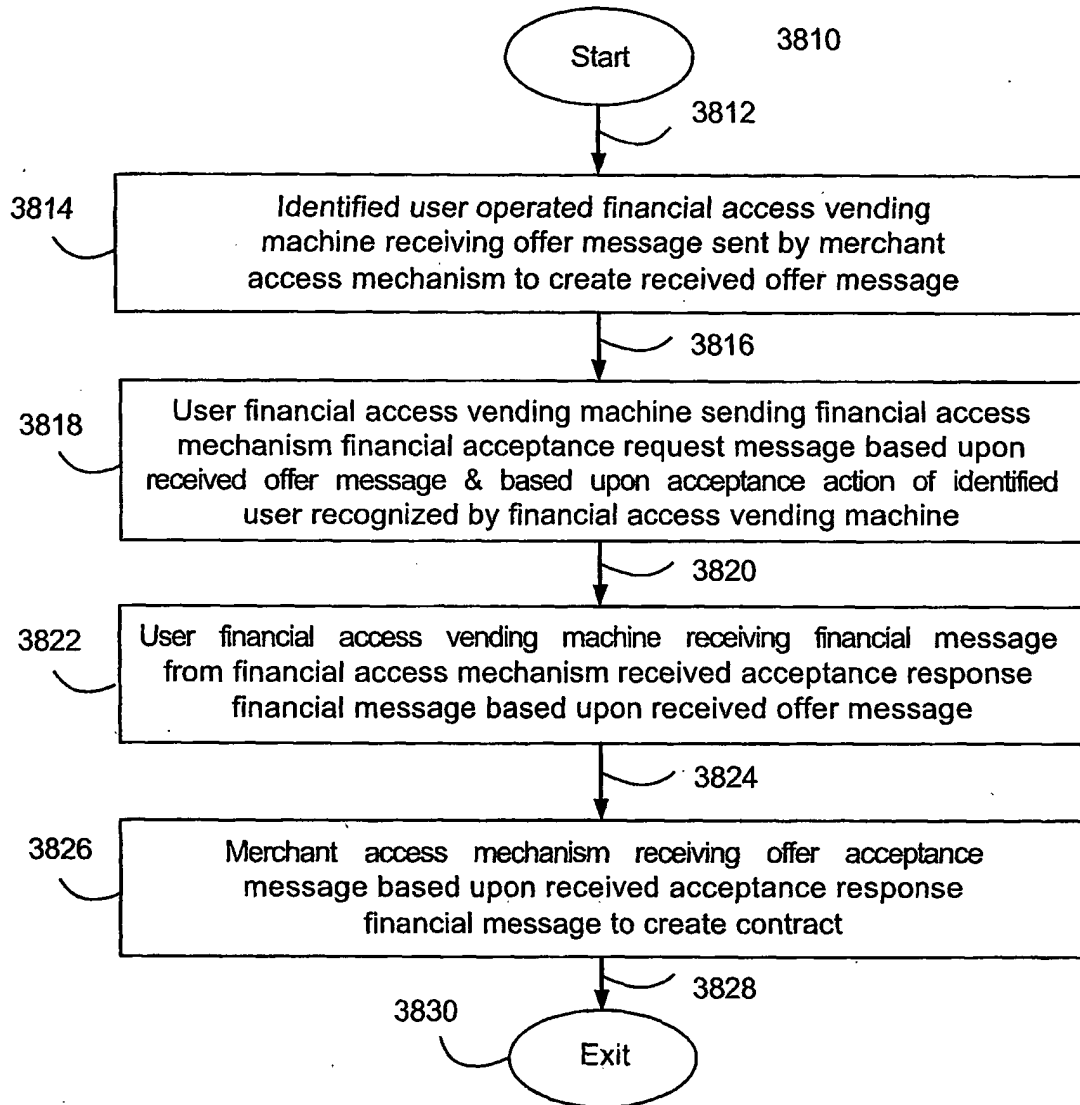 Start
3810
3812
3814
Identified user operated financial access vending
machine receiving offer message sent by merchant
access mechanism to create received offer message
3816
3818
User financial access vending machine sending financial access
mechanism financial acceptance request message based upon
received offer message & based upon acceptance action of identified
user recognized by financial access vending machine
3820
3822
User financial access vending machine receiving financial message
from financial access mechanism received acceptance response
financial message based upon received offer message
3824
3826
Merchant access mechanism receiving offer acceptance
message based upon received acceptance response
financial message to create contract
3828
3830
Exit